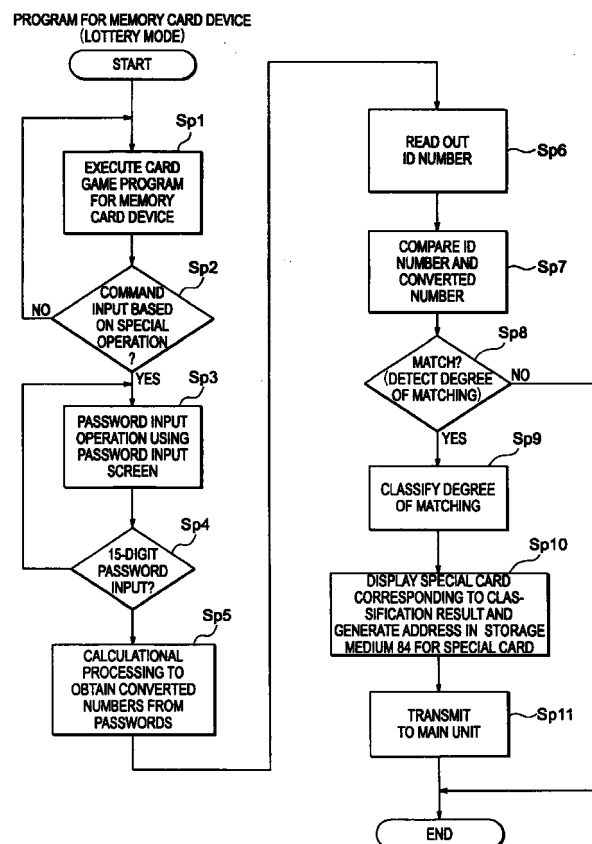 PROGRAM FOR MEMORY CARD DEVICE
(LOTTERY MODE)
START
Sp1
EXECUTE CARD
GAME PROGRAM
FOR MEMORY
CARD DEVICE
Sp2
COMMAND
INPUT BASED
ON SPECIAL
OPERATION
?
NO
YES
Sp3
PASSWORD INPUT
OPERATION USING
PASSWORD INPUT
SCREEN
Sp4
15-DIGIT
PASSWORD
INPUT?
Sp5
CALCULATIONAL
PROCESSING TO
OBTAIN CONVERTED
NUMBERS FROM
PASSWORDS
READ OUT
ID NUMBER
Sp6
COMPARE ID
NUMBER AND
CONVERTED
NUMBER
Sp7
Sp8
MATCH?
(DETECT DEGREE
OF MATCHING)
NO
YES
Sp9
CLASSIFY DEGREE
OF MATCHING
Sp10
DISPLAY SPECIAL CARD
CORRESPONDING TO CLAS-
SIFICATION RESULT AND
GENERATE ADDRESS IN STORAGE
MEDIUM 84 FOR SPECIAL CARD
TRANSMIT
TO MAIN UNIT
Sp11
END